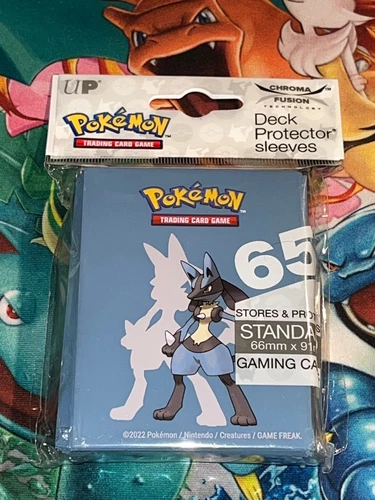 UP
CHROMA
FUSION
TECHNOLOGY
Deck
Protector
sleeves
POKéMON
TRADING CARD GAME
POKéMON
TRADING CARD GAME
65
STORES &
STANDA
66mm x 91
GAMING CA
©2022 Pokémon / Nintendo / Creatures / GAME FREAK.